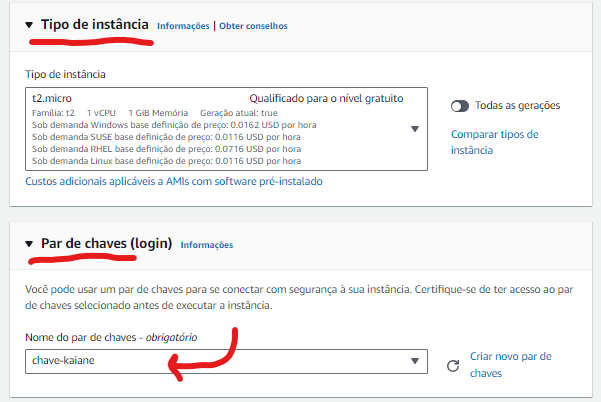 Tipo de instância Informações | Obter conselhos
Tipo de instância
t2.micro Qualificado para o nível gratuito
Família: t2 1 vCPU 1 GiB Memória Geração atual: true
Sob demanda Windows base definição de preço: 0.0162 USD por hora
Sob demanda SUSE base definição de preço: 0.0116 USD por hora
Sob demanda RHEL base definição de preço: 0.0716 USD por hora
Sob demanda Linux base definição de preço: 0.0116 USD por hora
Todas as gerações
Comparar tipos de
instância
Custos adicionais aplicáveis a AMIs com software pré-instalado
Par de chaves (login) Informações
Você pode usar um par de chaves para se conectar com segurança à sua instância. Certifique-se de ter acesso ao par
de chaves selecionado antes de executar a instância.
Nome do par de chaves - obrigatório
chave-kaiane
Criar novo par de
chaves